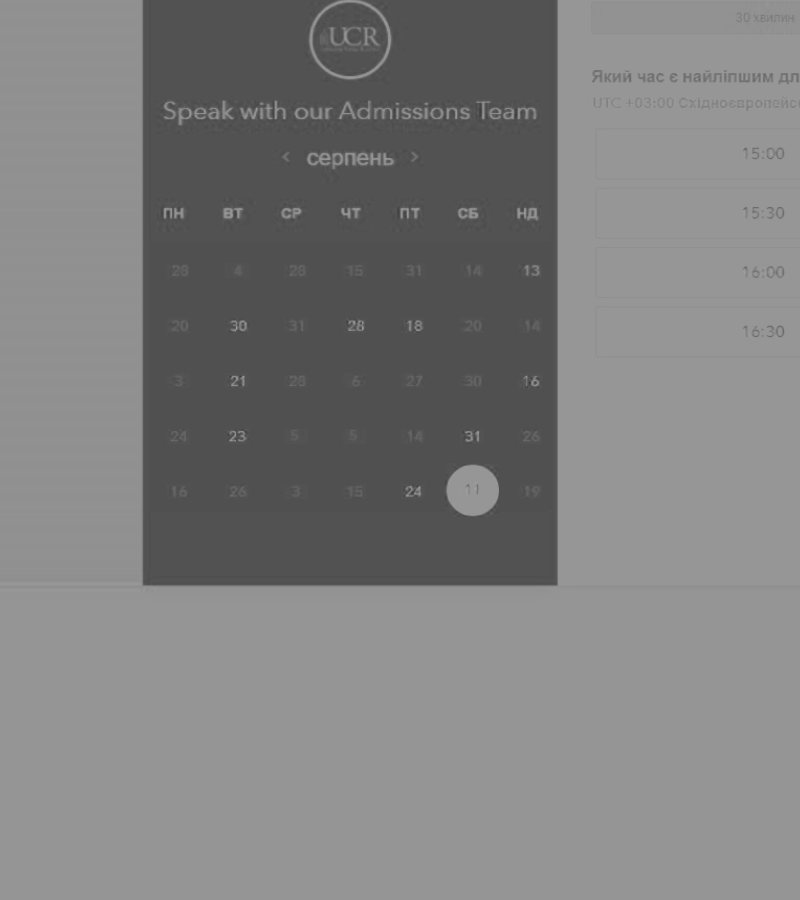 UCR
Speak with our Admissions Team
< серпень >
ПН ВТ СР ЧТ ПТ СБ НД
28 4 28 15 31 14 13
20 30 31 28 18 20 14
3 21 28 6 27 30 16
24 23 5 5 14 31 26
16 26 3 15 24 11 19
30 хвилин
Який час є найліпшим дл
UTC +03:00 Східноєвропейс
15:00
15:30
16:00
16:30